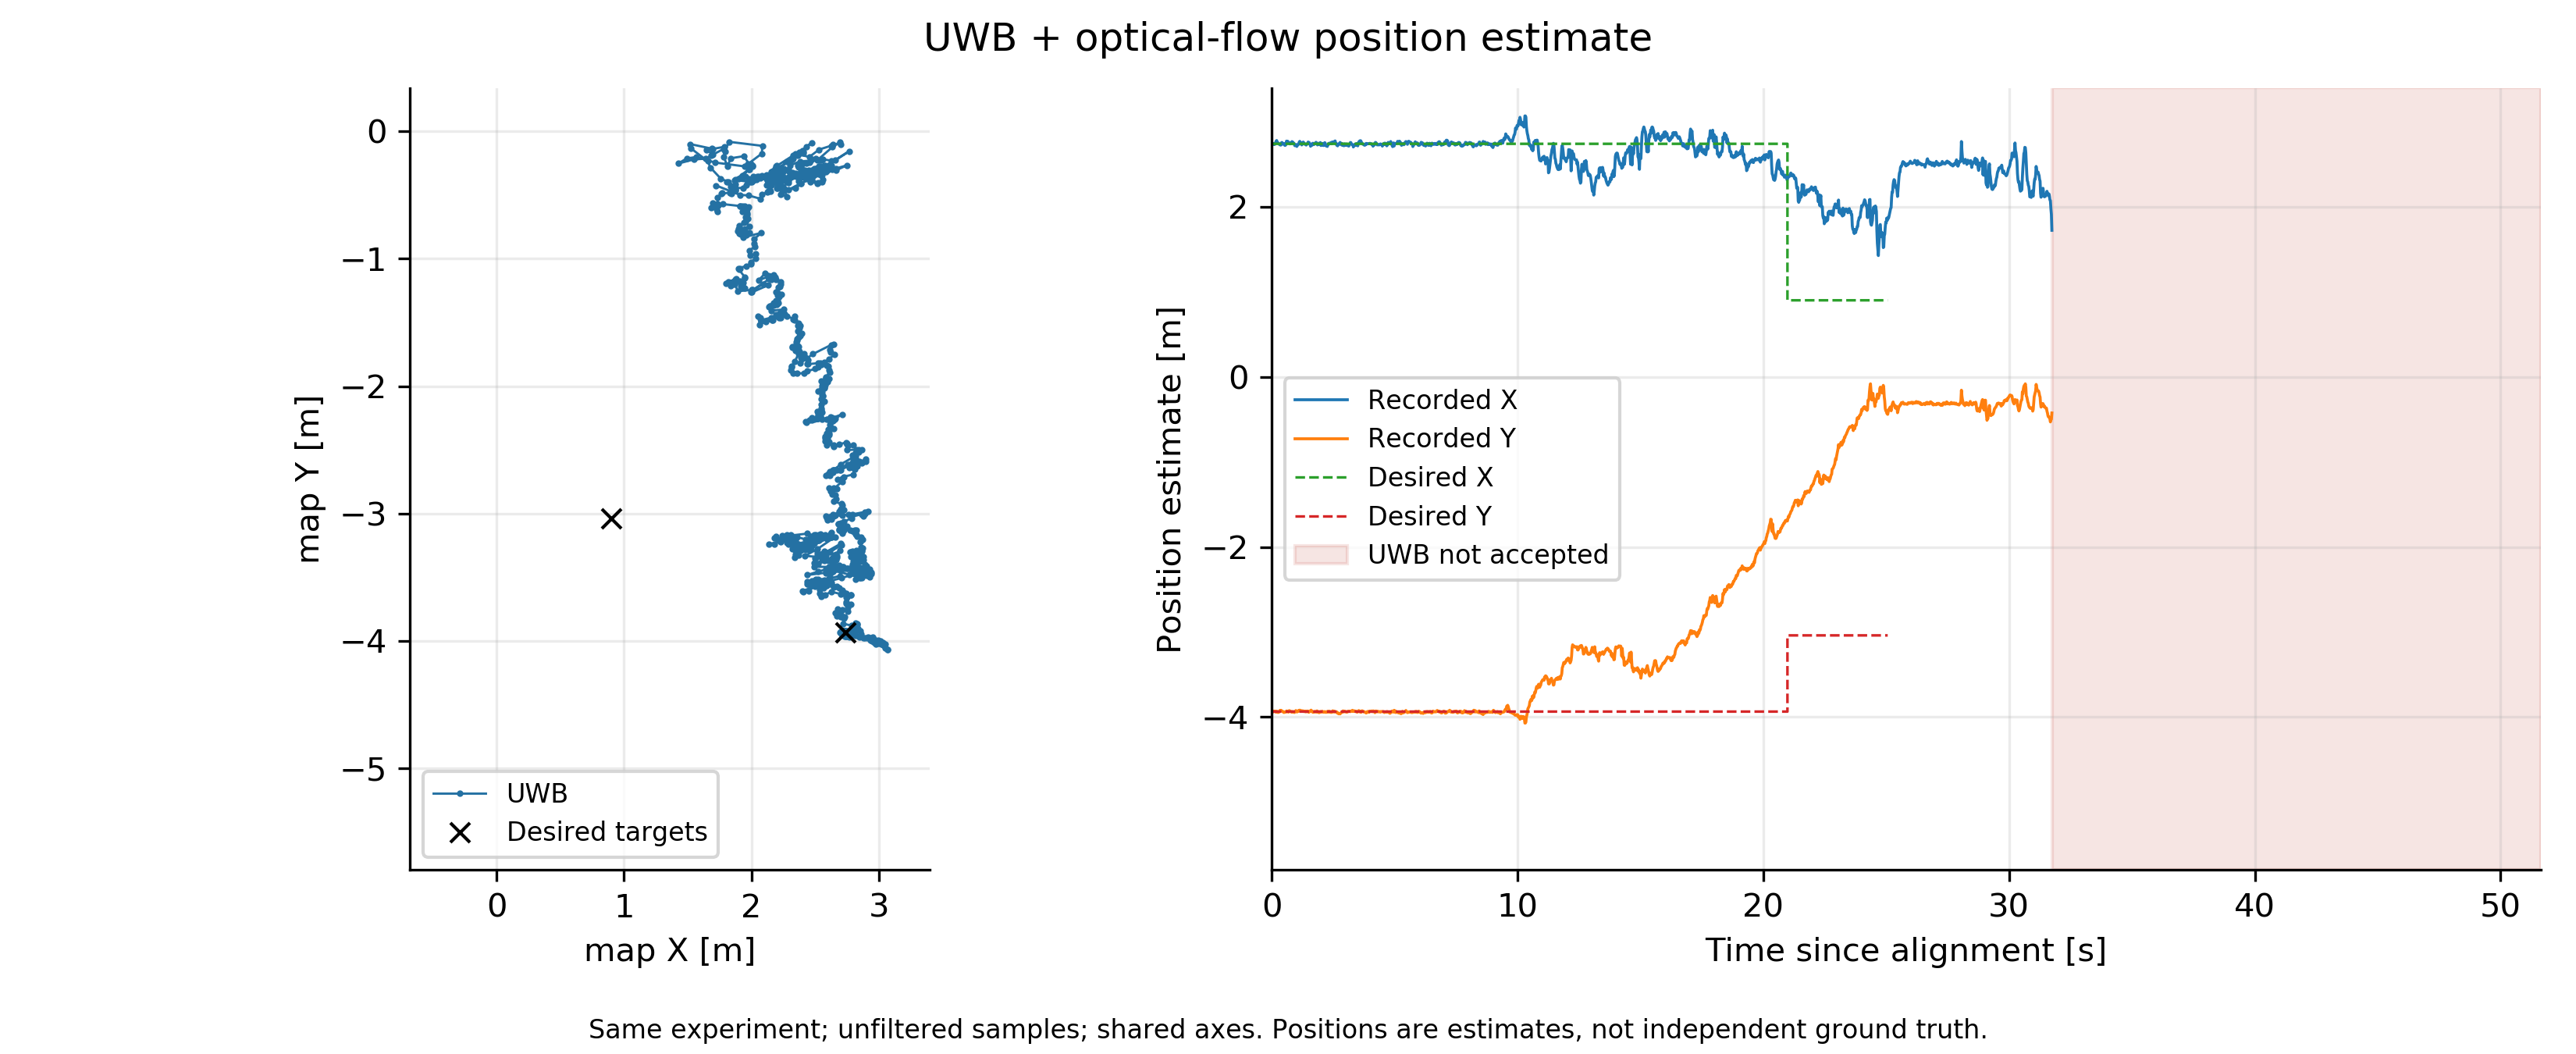 UWB + optical-flow position estimate
map Y [m]
0
−1
−2
−3
−4
−5
UWB
Desired targets
0 1 2 3
map X [m]
Position estimate [m]
2
0
−2
−4
Recorded X
Recorded Y
Desired X
Desired Y
UWB not accepted
0 10 20 30 40 50
Time since alignment [s]
Same experiment; unfiltered samples; shared axes. Positions are estimates, not independent ground truth.